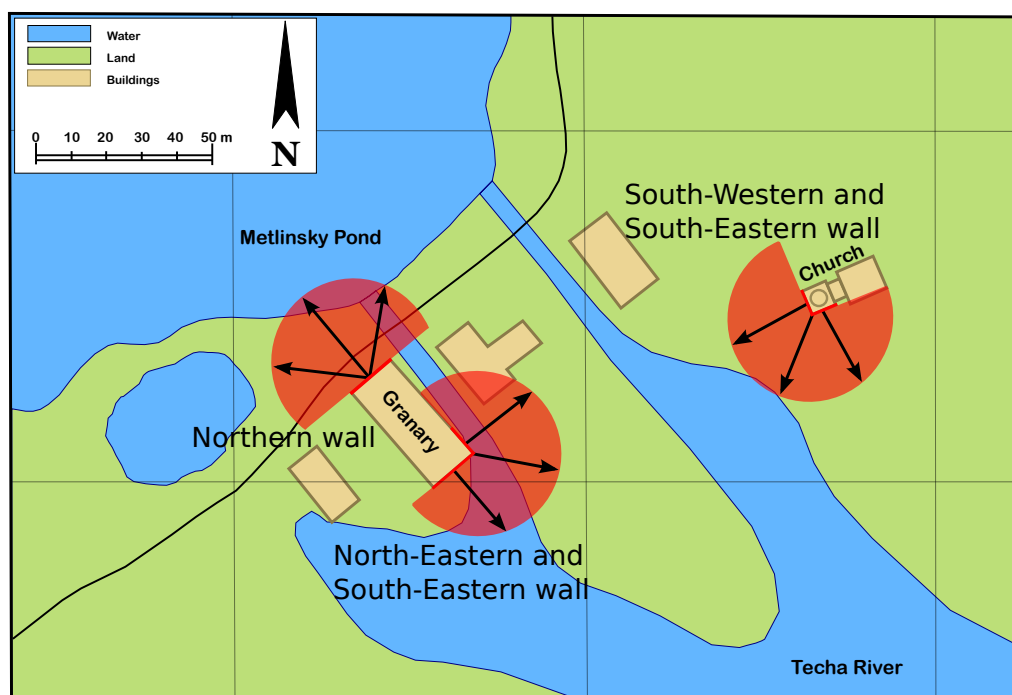 Water
Land
Buildings
0 10 20 30 40 50 m
N
Metlinsky Pond
South-Western and
South-Eastern wall
Church
Granary
Northern wall
North-Eastern and
South-Eastern wall
Techa River